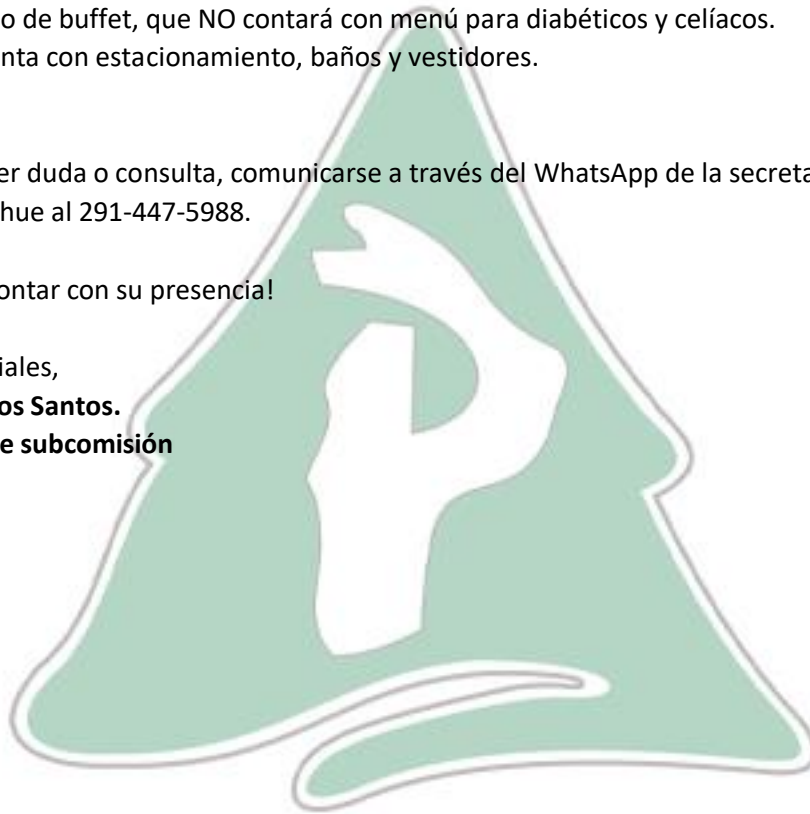 o de buffet, que NO contará con menú para diabéticos y celíacos.
nta con estacionamiento, baños y vestidores.
er duda o consulta, comunicarse a través del WhatsApp de la secreta
hue al 291-447-5988.
ontar con su presencia!
iales,
os Santos.
e subcomisión